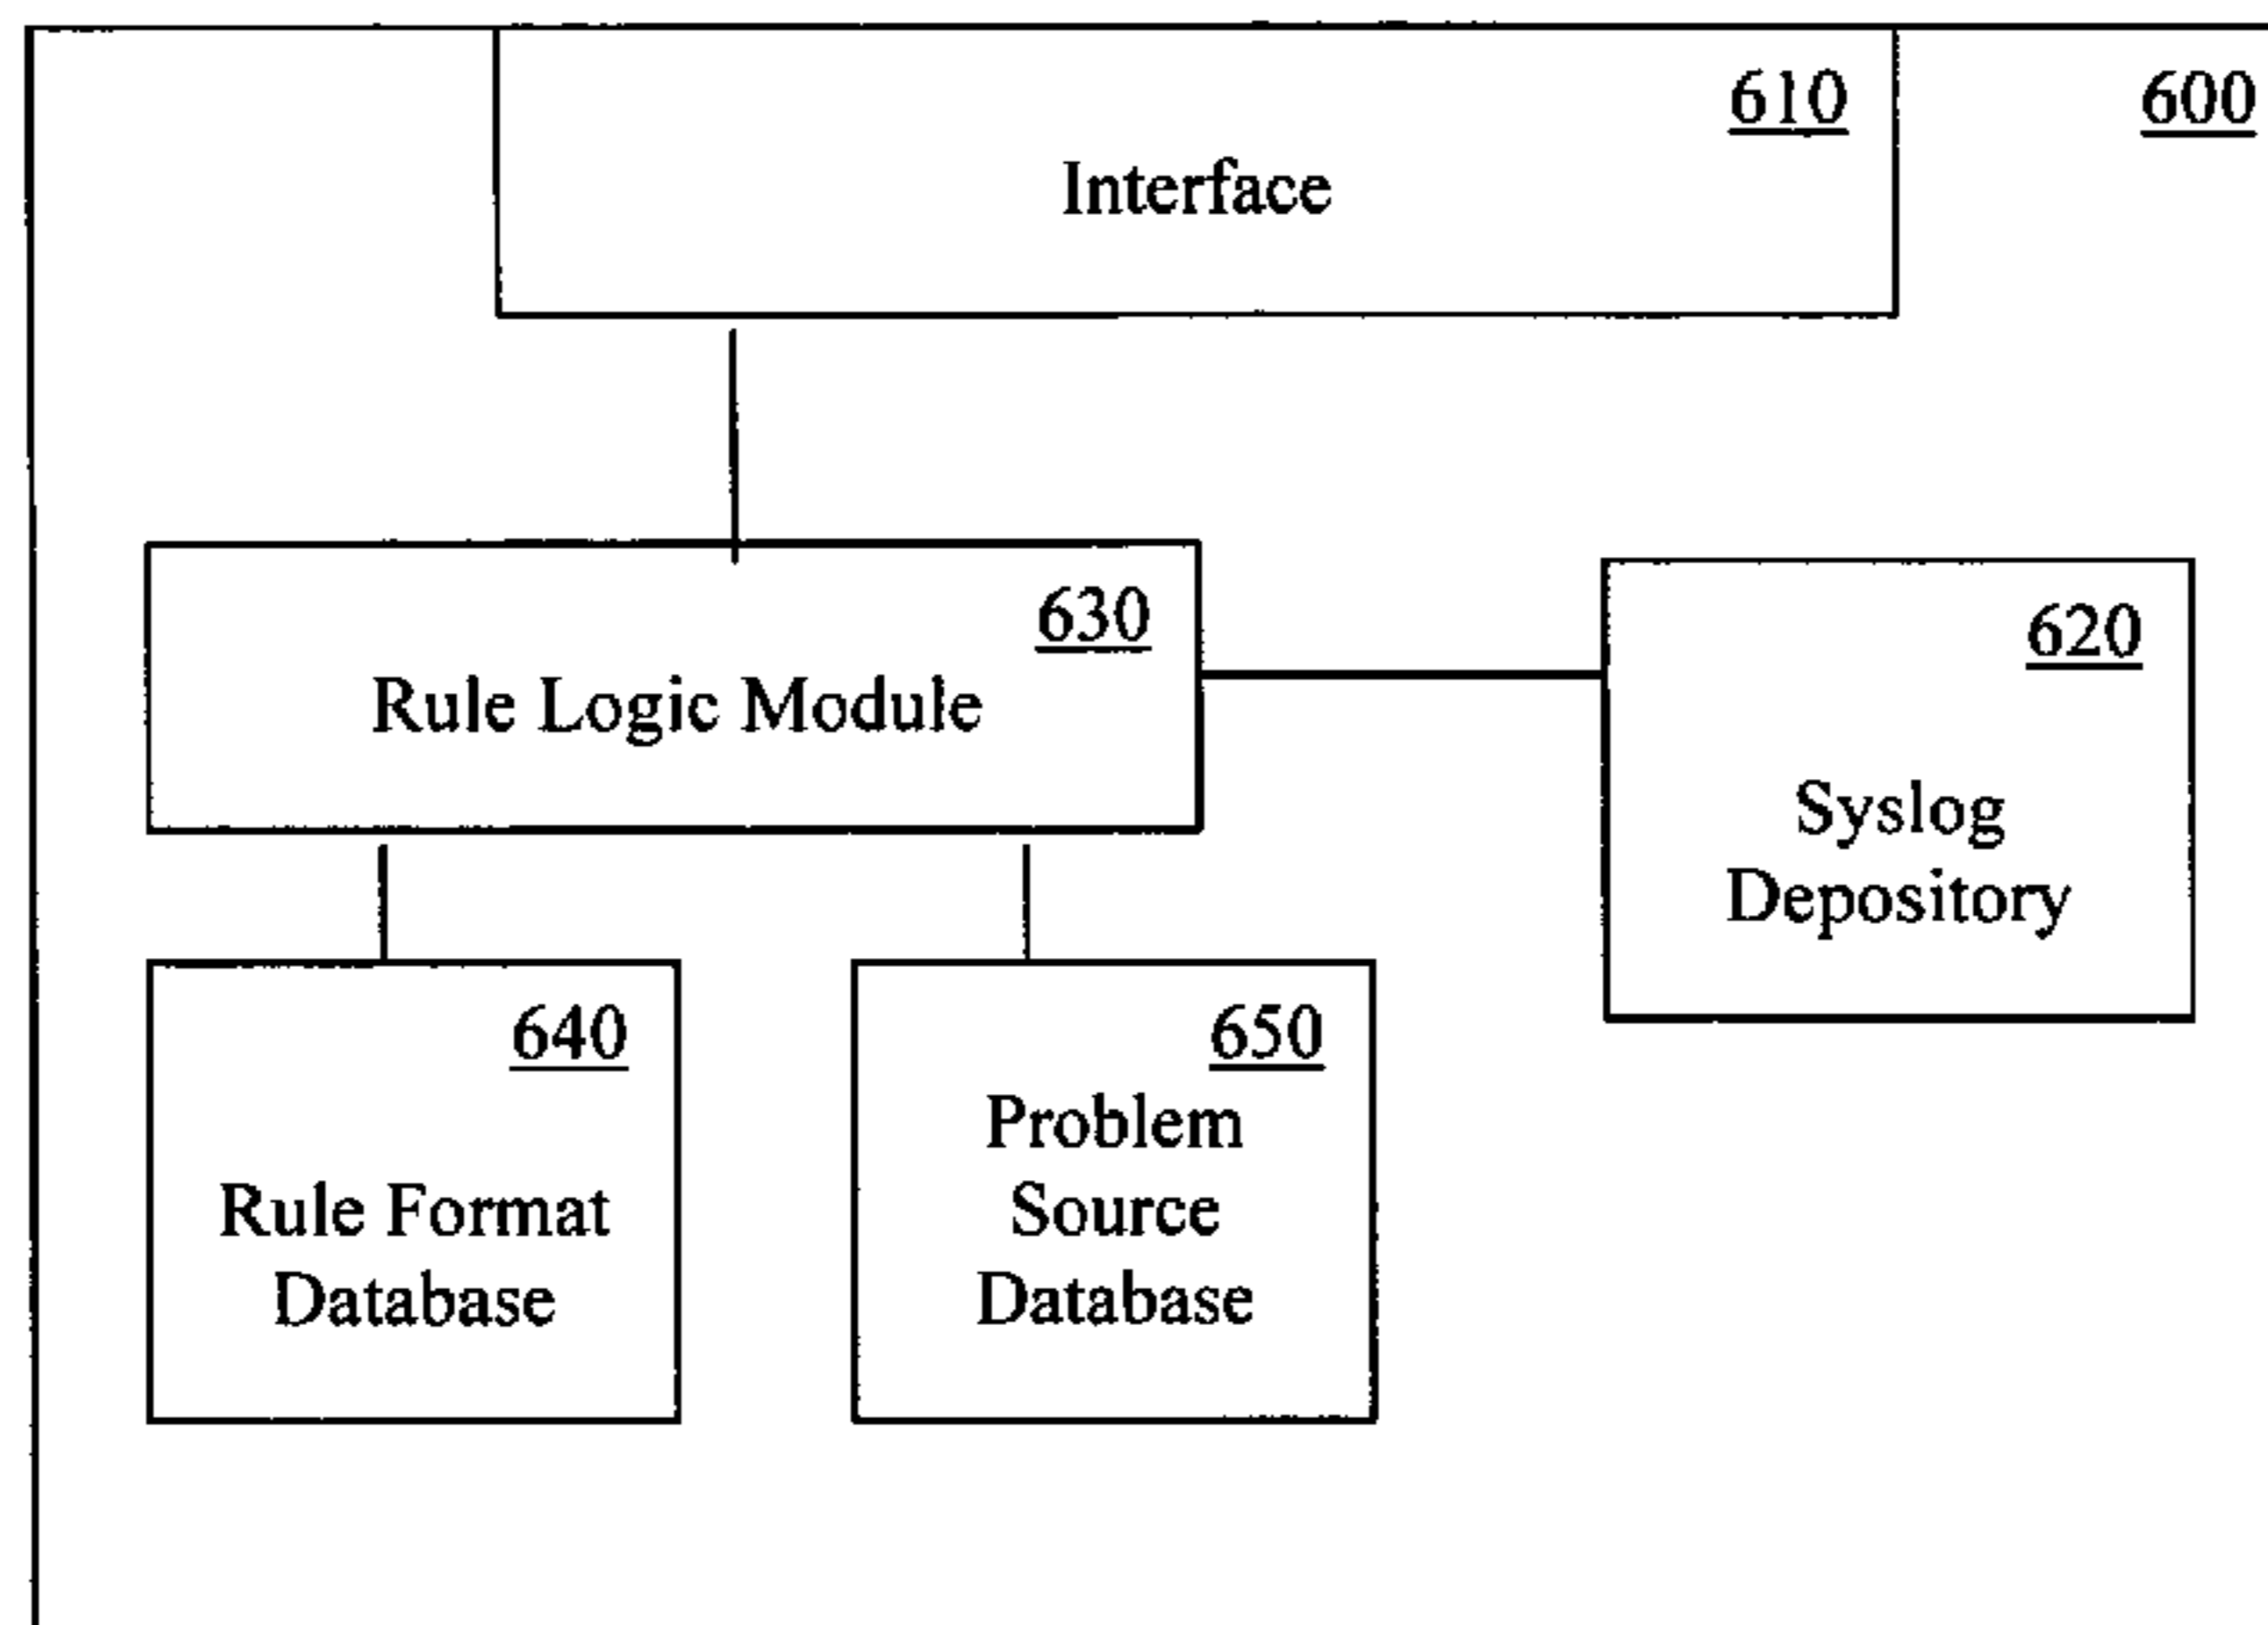 610
600
Interface
630
Rule Logic Module
620
Syslog
Depository
640
Rule Format
Database
650
Problem
Source
Database